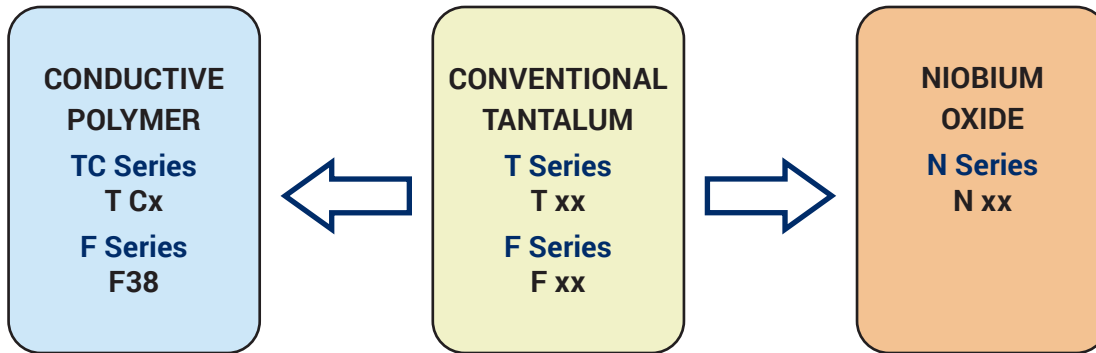 CONDUCTIVE
POLYMER
TC Series
T Cx
F Series
F38
CONVENTIONAL
TANTALUM
T Series
T xx
F Series
F xx
NIOBIUM
OXIDE
N Series
N xx